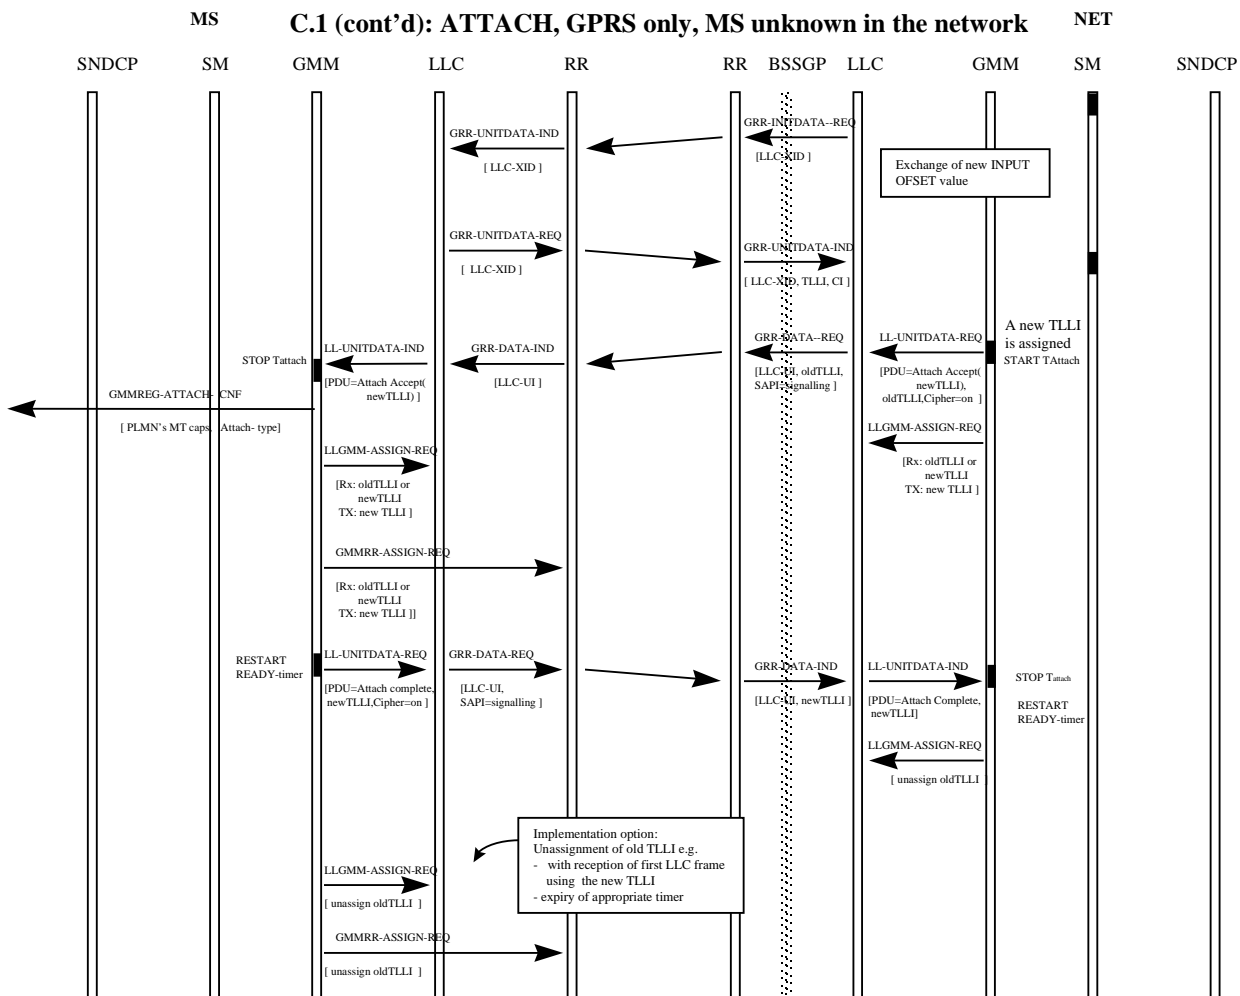 MS
C.1 (cont'd): ATTACH, GPRS only, MS unknown in the network
NET
SNDCP SM GMM LLC RR RR BSSGP LLC GMM SM SNDCP
GRR-UNITDATA-IND
GRR-INITDATA--REQ
[ LLC-XID ]
[LLC-XID ]
Exchange of new INPUT
OFSET value
GRR-UNITDATA-REQ
GRR-UNITDATA-IND
[ LLC-XID ]
[ LLC-XID, TLLI, CI ]
A new TLLI
is assigned
START TAttach
STOP Tattach
LL-UNITDATA-IND
GRR-DATA-IND
GRR-DATA--REQ
LL-UNITDATA-REQ
[PDU=Attach Accept(
newTLLI) ]
[LLC-UI ]
[LLC-UI, oldTLLI,
SAPI=signalling ]
[PDU=Attach Accept(
newTLLI),
oldTLLI,Cipher=on ]
GMMREG-ATTACH- CNF
[ PLMN's MT caps, Attach- type]
LLGMM-ASSIGN-REQ
LLGMM-ASSIGN-REQ
[Rx: oldTLLI or
newTLLI
TX: new TLLI ]
[Rx: oldTLLI or
newTLLI
TX: new TLLI ]
GMMRR-ASSIGN-REQ
[Rx: oldTLLI or
newTLLI
TX: new TLLI ]]
RESTART
READY-timer
LL-UNITDATA-REQ
GRR-DATA-REQ
GRR-DATA-IND
LL-UNITDATA-IND
STOP Tattach
[PDU=Attach complete,
newTLLI,Cipher=on ]
[LLC-UI,
SAPI=signalling ]
[LLC-UI, newTLLI ]
[PDU=Attach Complete,
newTLLI]
RESTART
READY-timer
LLGMM-ASSIGN-REQ
[ unassign oldTLLI ]
Implementation option:
Unassignment of old TLLI e.g.
- with reception of first LLC frame
using the new TLLI
- expiry of appropriate timer
LLGMM-ASSIGN-REQ
[ unassign oldTLLI ]
GMMRR-ASSIGN-REQ
[ unassign oldTLLI ]